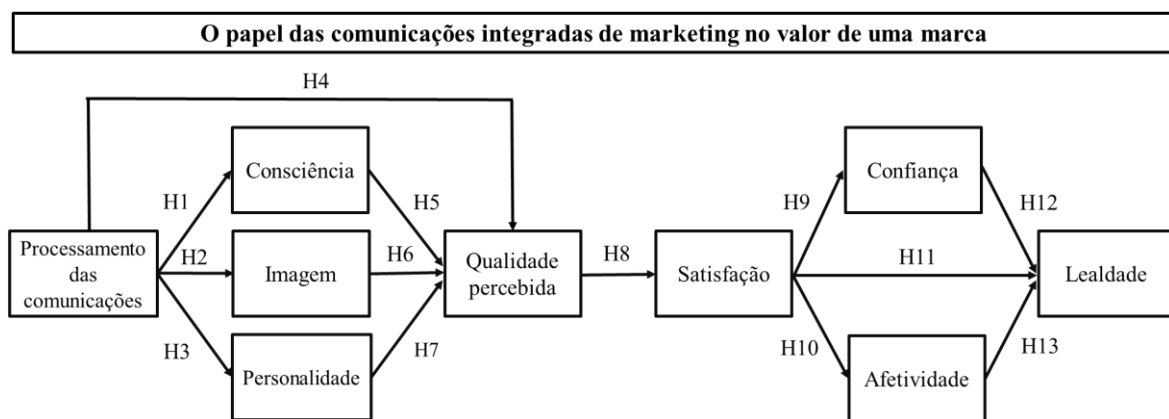 O papel das comunicações integradas de marketing no valor de uma marca
H4
Consciência
Confiança
H1
H5
H9
H12
Processamento
das
comunicações
H2
Imagem
H6
Qualidade
percebida
H8
Satisfação
H11
Lealdade
H3
H7
H10
H13
Personalidade
Afetividade